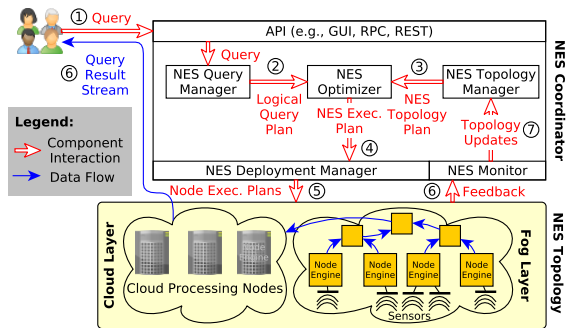 ① Query
API (e.g., GUI, RPC, REST)
Query
②
③
NES Query
Manager
NES
Optimizer
NES Topology
Manager
⑥
Query
Result
Stream
Logical
Query
Plan
NES Exec.
Plan
NES
Topology
Plan
Topology
Updates
⑦
④
NES Coordinator
Legend:
Component
Interaction
Data Flow
NES Deployment Manager
NES Monitor
Node Exec. Plans
⑤
⑥
Feedback
Cloud Layer
Node
Engine
Cloud Processing Nodes
Node
Engine
Node
Engine
Node
Engine
Node
Engine
Sensors
Fog Layer
NES Topology